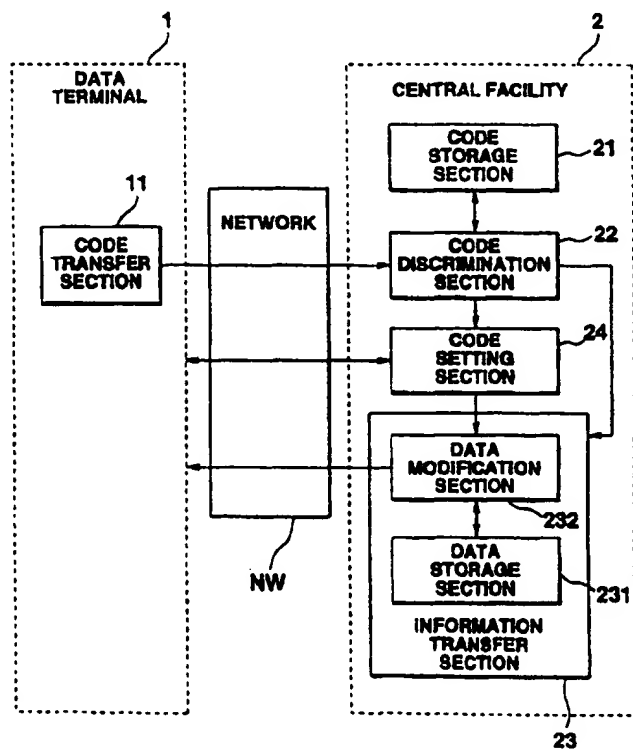 1
DATA
TERMINAL
11
CODE
TRANSFER
SECTION
NETWORK
NW
2
CENTRAL FACILITY
CODE
STORAGE
SECTION
21
CODE
DISCRIMINATION
SECTION
22
CODE
SETTING
SECTION
24
DATA
MODIFICATION
SECTION
232
DATA
STORAGE
SECTION
231
INFORMATION
TRANSFER
SECTION
23